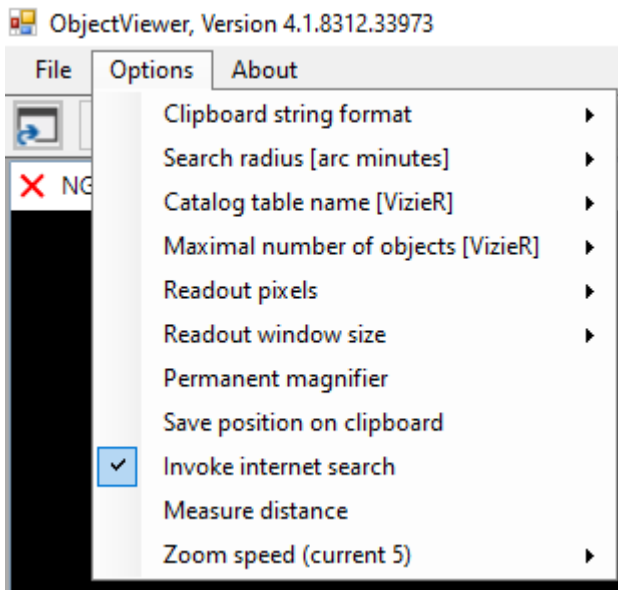 ObjectViewer, Version 4.1.8312.33973
File Options About
NG
Clipboard string format
Search radius [arc minutes]
Catalog table name [VizieR]
Maximal number of objects [VizieR]
Readout pixels
Readout window size
Permanent magnifier
Save position on clipboard
Invoke internet search
Measure distance
Zoom speed (current 5)